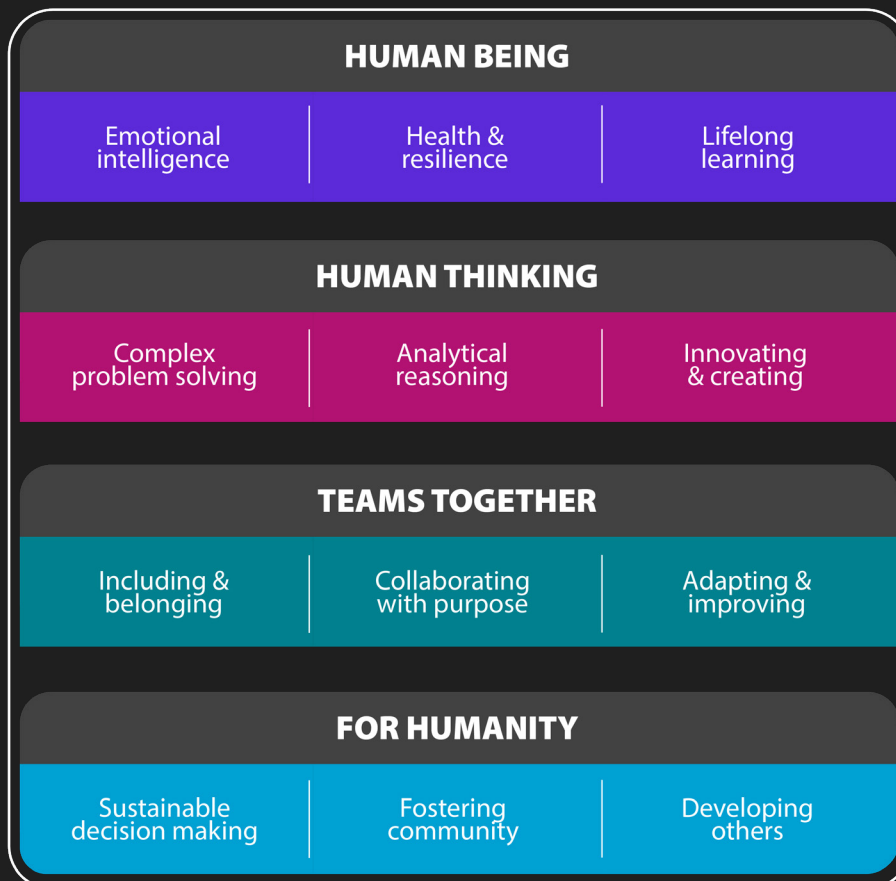 HUMAN BEING
Emotional
intelligence
Health &
resilience
Lifelong
learning
HUMAN THINKING
Complex
problem solving
Analytical
reasoning
Innovating
& creating
TEAMS TOGETHER
Including &
belonging
Collaborating
with purpose
Adapting &
improving
FOR HUMANITY
Sustainable
decision making
Fostering
community
Developing
others